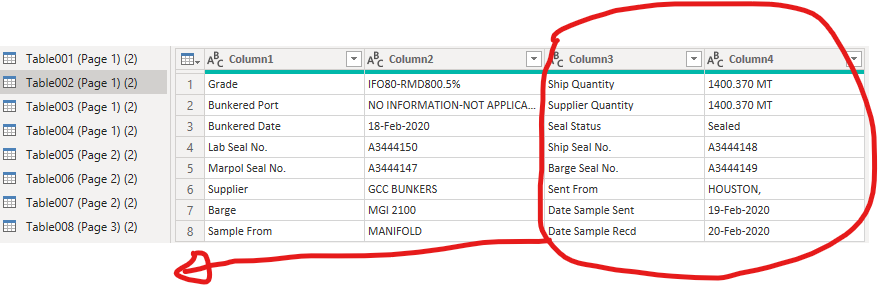 Table001 (Page 1) (2)
Table002 (Page 1) (2)
Table003 (Page 1) (2)
Table004 (Page 1) (2)
Table005 (Page 2) (2)
Table006 (Page 2) (2)
Table007 (Page 2) (2)
Table008 (Page 3) (2)
ABC Column1 ABC Column2 ABC Column3 ABC Column4
1 Grade IFO80-RMD800.5% Ship Quantity 1400.370 MT
2 Bunkered Port NO INFORMATION-NOT APPLICA... Supplier Quantity 1400.370 MT
3 Bunkered Date 18-Feb-2020 Seal Status Sealed
4 Lab Seal No. A3444150 Ship Seal No. A3444148
5 Marpol Seal No. A3444147 Barge Seal No. A3444149
6 Supplier GCC BUNKERS Sent From HOUSTON,
7 Barge MGI 2100 Date Sample Sent 19-Feb-2020
8 Sample From MANIFOLD Date Sample Recd 20-Feb-2020